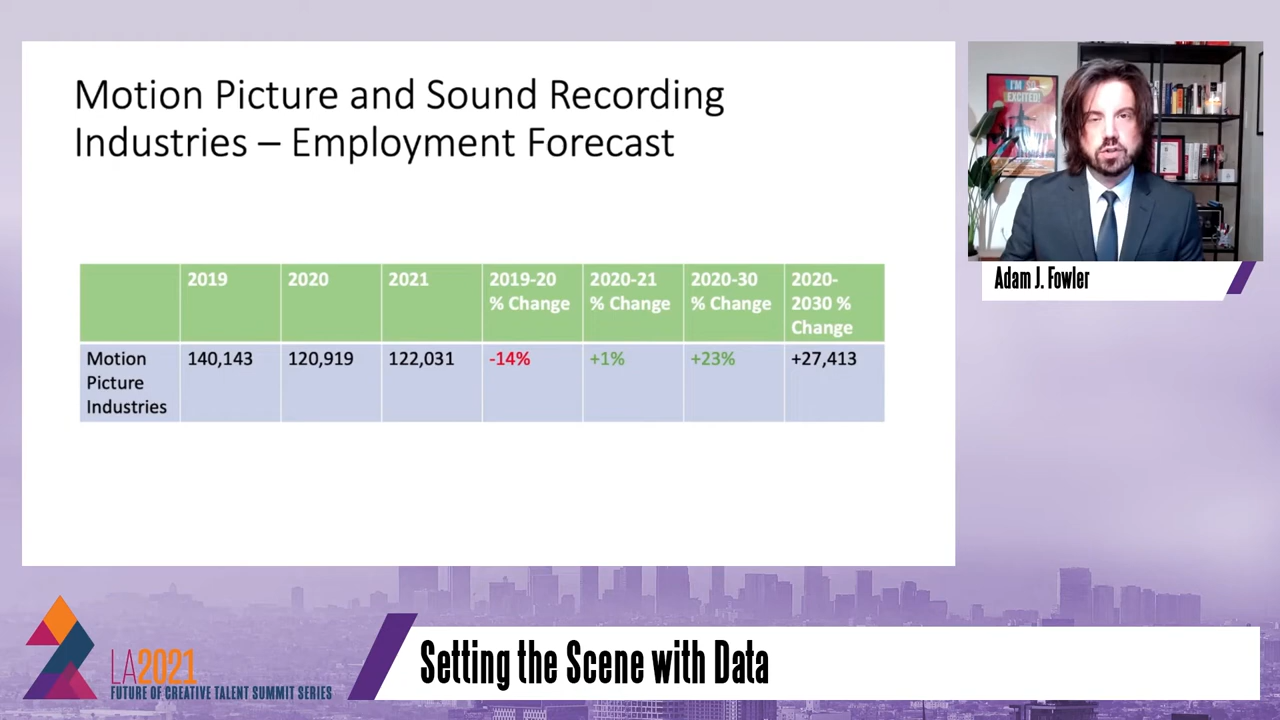 Motion Picture and Sound Recording
Industries – Employment Forecast
2019
2020
2021
2019-20
% Change
2020-21
% Change
2020-30
% Change
2020-
2030 %
Change
Motion
Picture
Industries
140,143
120,919
122,031
-14%
+1%
+23%
+27,413
I'M SO
EXCITED!
Adam J. Fowler
Setting the Scene with Data
LA2021
FUTURE OF CREATIVE TALENT SUMMIT SERIES